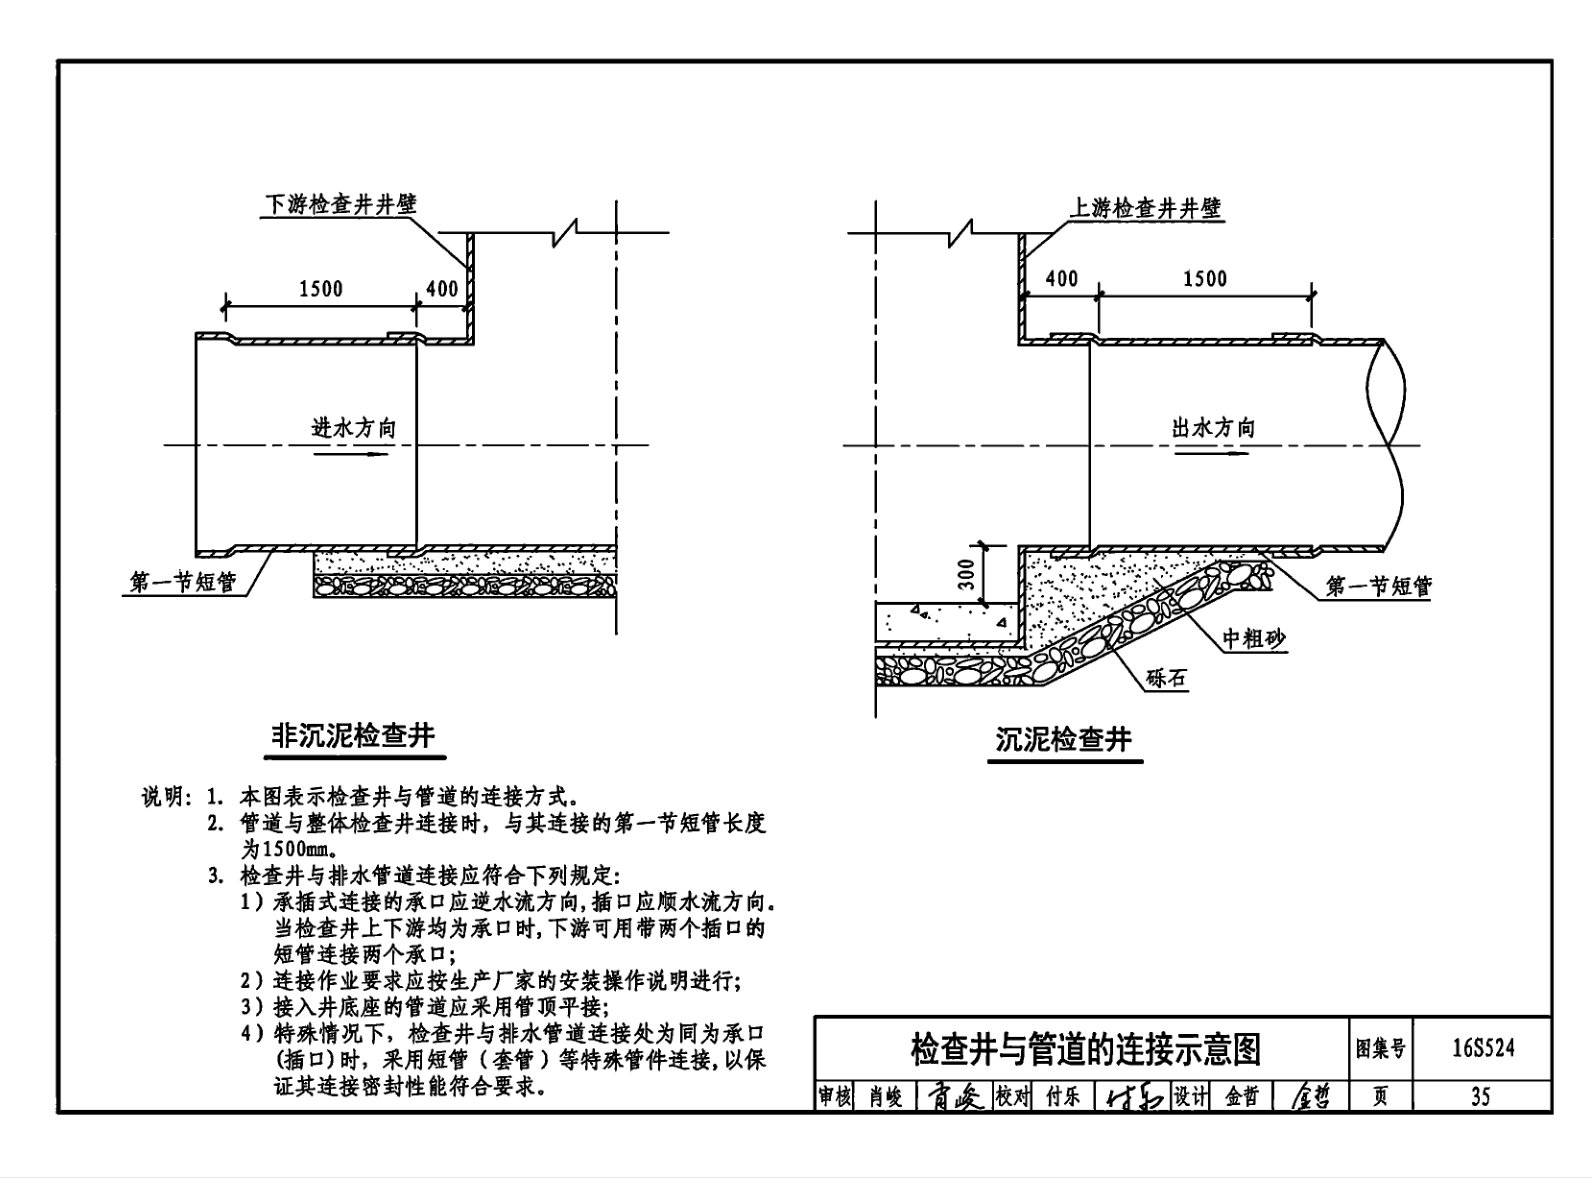 下游检查井井壁
上游检查井井壁
1500
400
400
1500
进水方向
出水方向
300
第一节短管
第一节短管
中粗砂
砾石
非沉泥检查井
沉泥检查井
说明: 1. 本图表示检查井与管道的连接方式。
2. 管道与整体检查井连接时, 与其连接的第一节短管长度
为1500mm。
3. 检查井与排水管道连接应符合下列规定:
1) 承插式连接的承口应逆水流方向,插口应顺水流方向。
当检查井上下游均为承口时,下游可用带两个插口的
短管连接两个承口;
2) 连接作业要求应按生产厂家的安装操作说明进行;
3) 接入井底座的管道应采用管顶平接;
4) 特殊情况下, 检查井与排水管道连接处为同为承口
(插口)时, 采用短管(套管)等特殊管件连接,以保
证其连接密封性能符合要求。
检查井与管道的连接示意图
图集号
16S524
审核 肖峻 肖峻 校对 付乐 付乐 设计 金哲 金哲 页 35